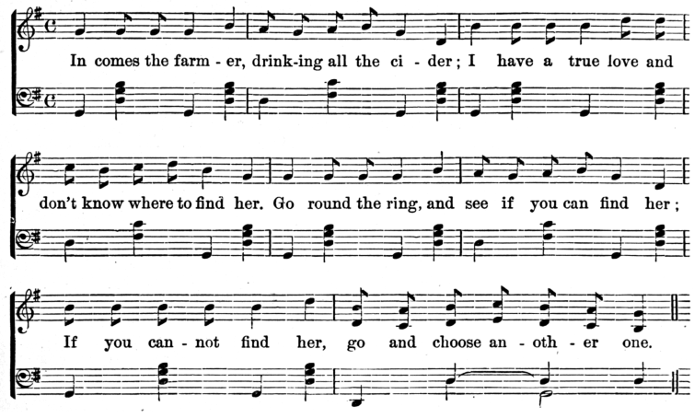 In comes the farm - er, drink-ing all the ci - der; I have a true love and
don't know where to find her. Go round the ring, and see if you can find her;
If you can - not find her, go and choose an - oth - er one.